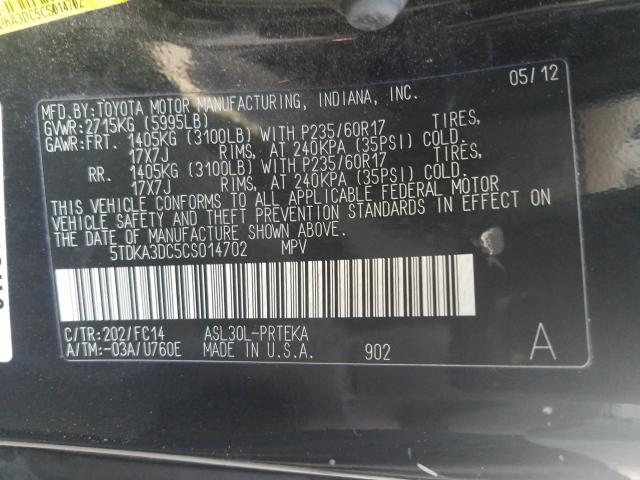 DKA3DC5CS014702
05/12
MFD.BY:TOYOTA MOTOR MANUFACTURING, INDIANA, INC.
GVWR:2715KG (5995LB)
GAWR:FRT. 1405KG (3100LB) WITH P235/60R17 TIRES,
17X7J RIMS, AT 240KPA (35PSI) COLD.
RR. 1405KG (3100LB) WITH P235/60R17 TIRES,
17X7J RIMS, AT 240KPA (35PSI) COLD.
THIS VEHICLE CONFORMS TO ALL APPLICABLE FEDERAL MOTOR
VEHICLE SAFETY AND THEFT PREVENTION STANDARDS IN EFFECT ON
THE DATE OF MANUFACTURE SHOWN ABOVE.
5TDKA3DC5CS014702 MPV
C/TR:202/FC14 ASL30L-PRTEKA
A/TM:-03A/U760E MADE IN U.S.A. 902 A